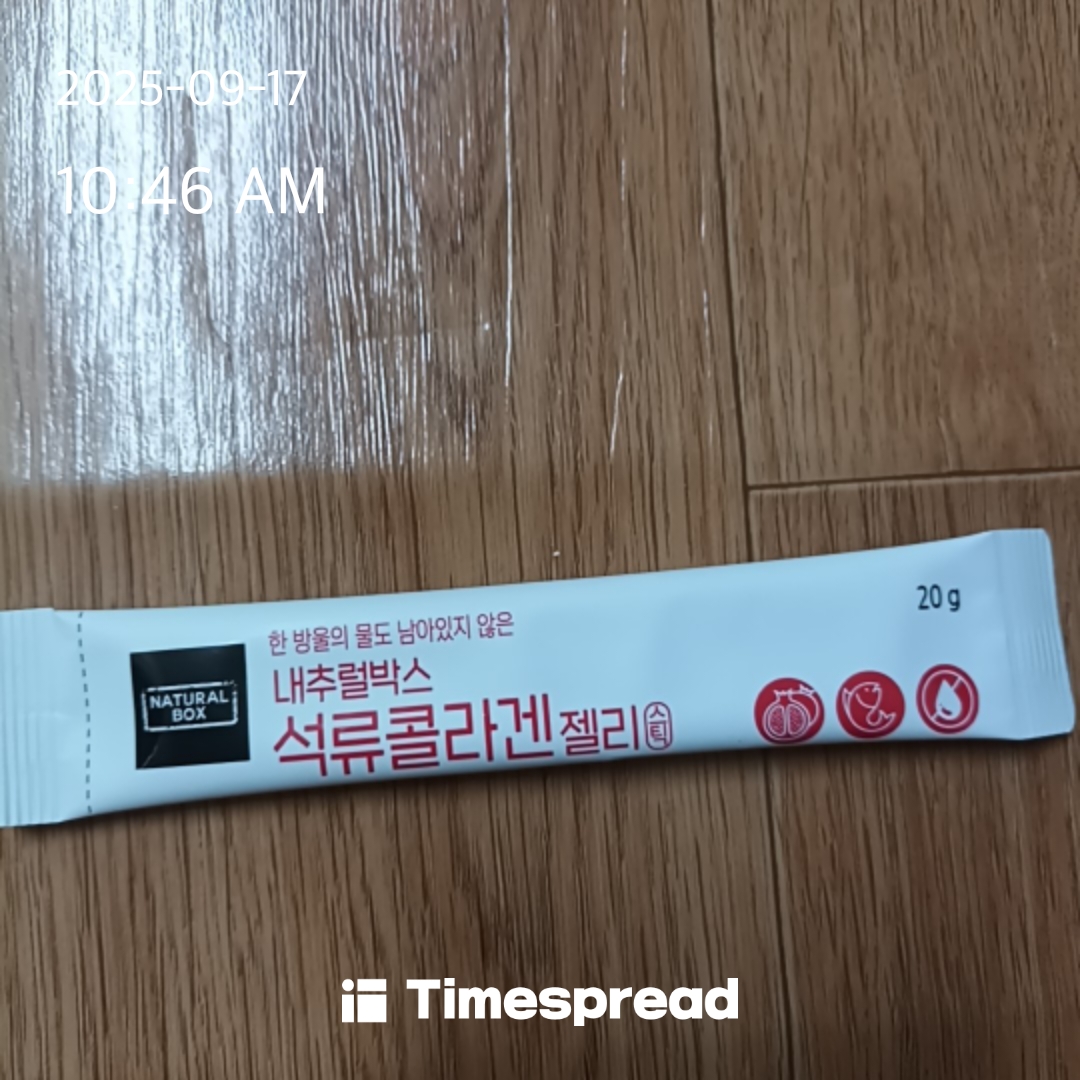 2025-09-17
10:46 AM
20 g
한 방울의 물도 남아있지 않은
NATURAL
BOX
내추럴박스
석류콜라겐 젤리 스틱
Timespread